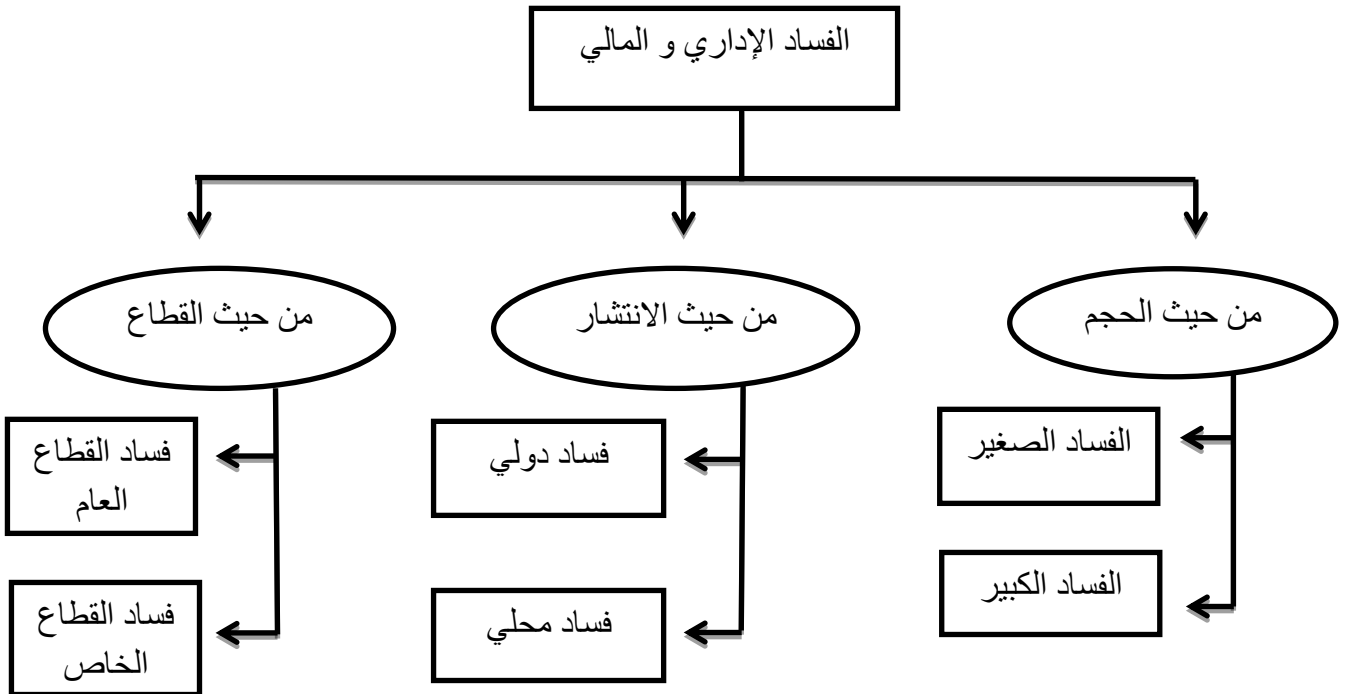 الفساد الإداري و المالي
من حيث الحجم
من حيث الانتشار
من حيث القطاع
الفساد الصغير
الفساد الكبير
فساد دولي
فساد محلي
فساد القطاع
العام
فساد القطاع
الخاص